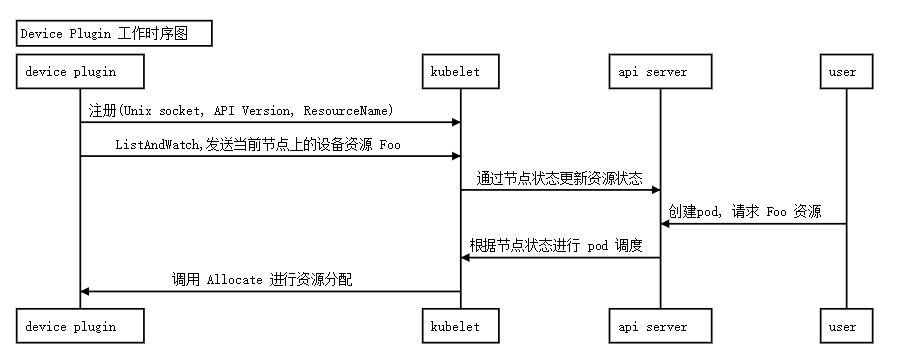 Device Plugin 工作时序图
device plugin
kubelet
api server
user
注册(Unix socket, API Version, ResourceName)
ListAndWatch,发送当前节点上的设备资源 Foo
通过节点状态更新资源状态
创建pod, 请求 Foo 资源
根据节点状态进行 pod 调度
调用 Allocate 进行资源分配
device plugin
kubelet
api server
user